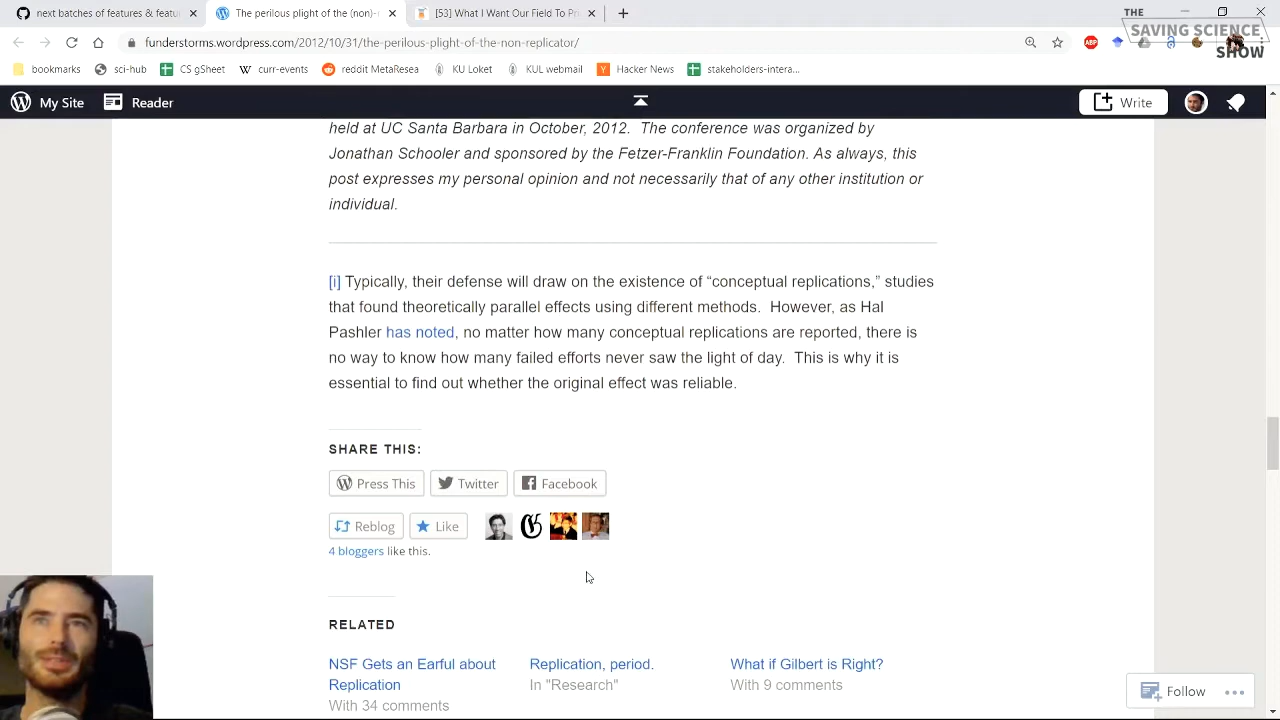 next batches of features & featur
The perilous plight of the (non)-r
[S3] What I Want Our Field To Pri
THE
SAVING SCIENCE
SHOW
funderstorms.wordpress.com/2012/10/31/the-perilous-plight-of-the-non-replicator/
ABP
bookmarks
sci-hub
CS gSheet
curr-events
reddit Metanesca
KU Loket
KUL webmail
Hacker News
stakeholders-intera...
My Site
Reader
Write
held at UC Santa Barbara in October, 2012. The conference was organized by
Jonathan Schooler and sponsored by the Fetzer-Franklin Foundation. As always, this
post expresses my personal opinion and not necessarily that of any other institution or
individual.
[i] Typically, their defense will draw on the existence of “conceptual replications,” studies
that found theoretically parallel effects using different methods. However, as Hal
Pashler has noted, no matter how many conceptual replications are reported, there is
no way to know how many failed efforts never saw the light of day. This is why it is
essential to find out whether the original effect was reliable.
SHARE THIS:
Press This
Twitter
Facebook
Reblog
Like
4 bloggers like this.
RELATED
NSF Gets an Earful about
Replication
With 34 comments
Replication, period.
In "Research"
What if Gilbert is Right?
With 9 comments
Follow